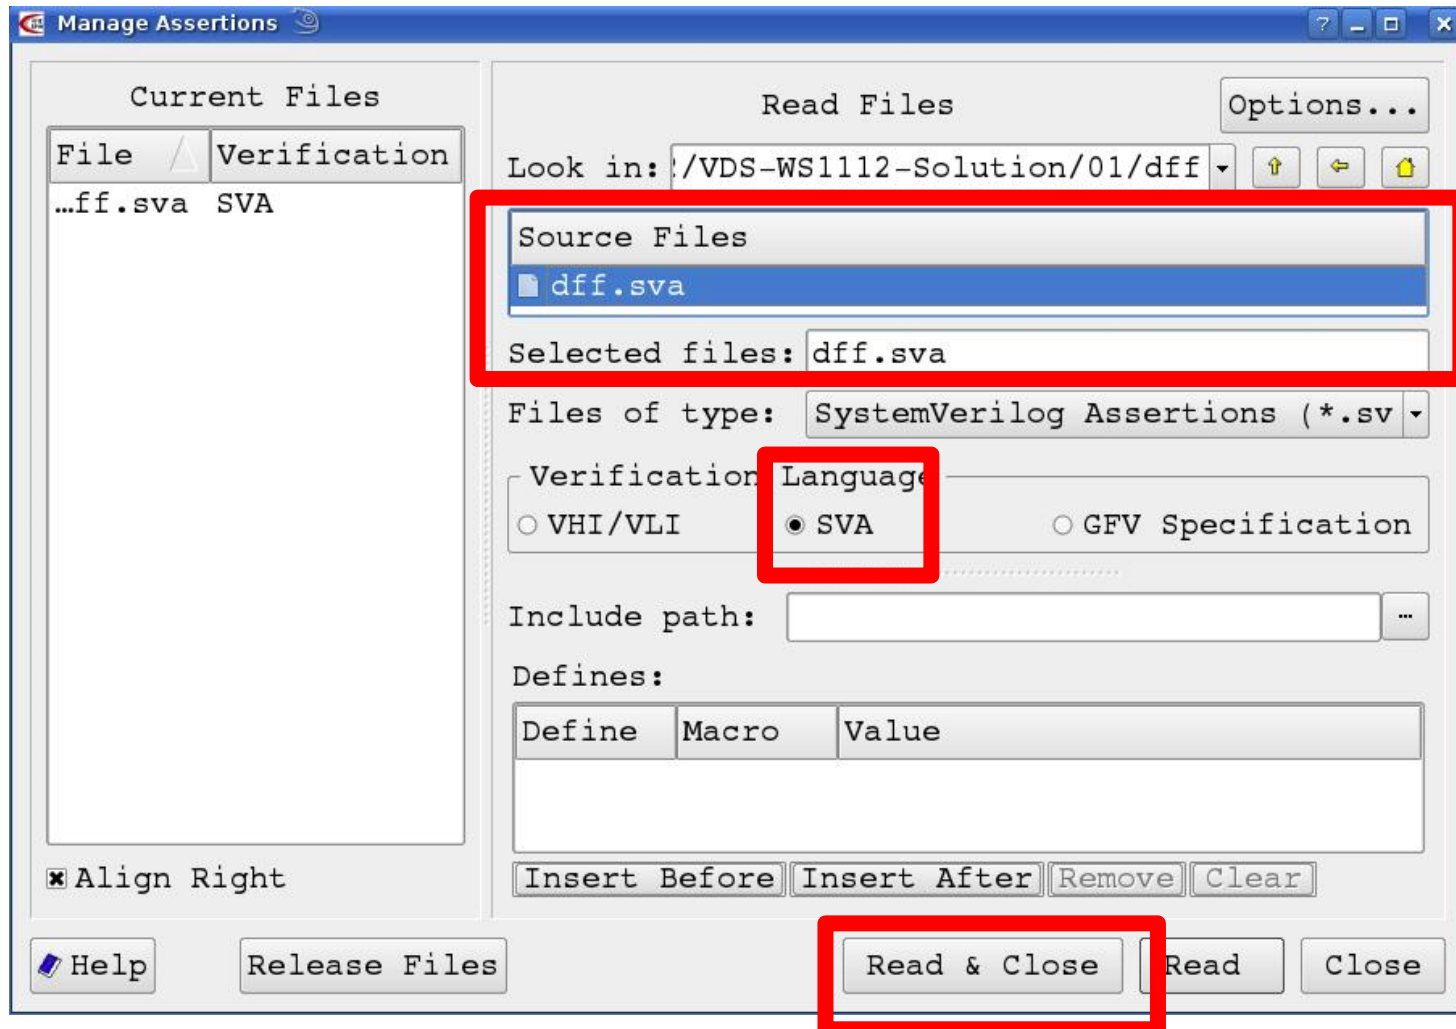 Manage Assertions
Current Files
File Verification
…ff.sva SVA
Align Right
Read Files
Options...
Look in: /VDS-WS1112-Solution/01/dff
Source Files
dff.sva
Selected files: dff.sva
Files of type: SystemVerilog Assertions (*.sv
Verification Language
VHI/VLI SVA GFV Specification
Include path: ...
Defines:
Define Macro Value
Insert Before Insert After Remove Clear
Help Release Files Read & Close Read Close